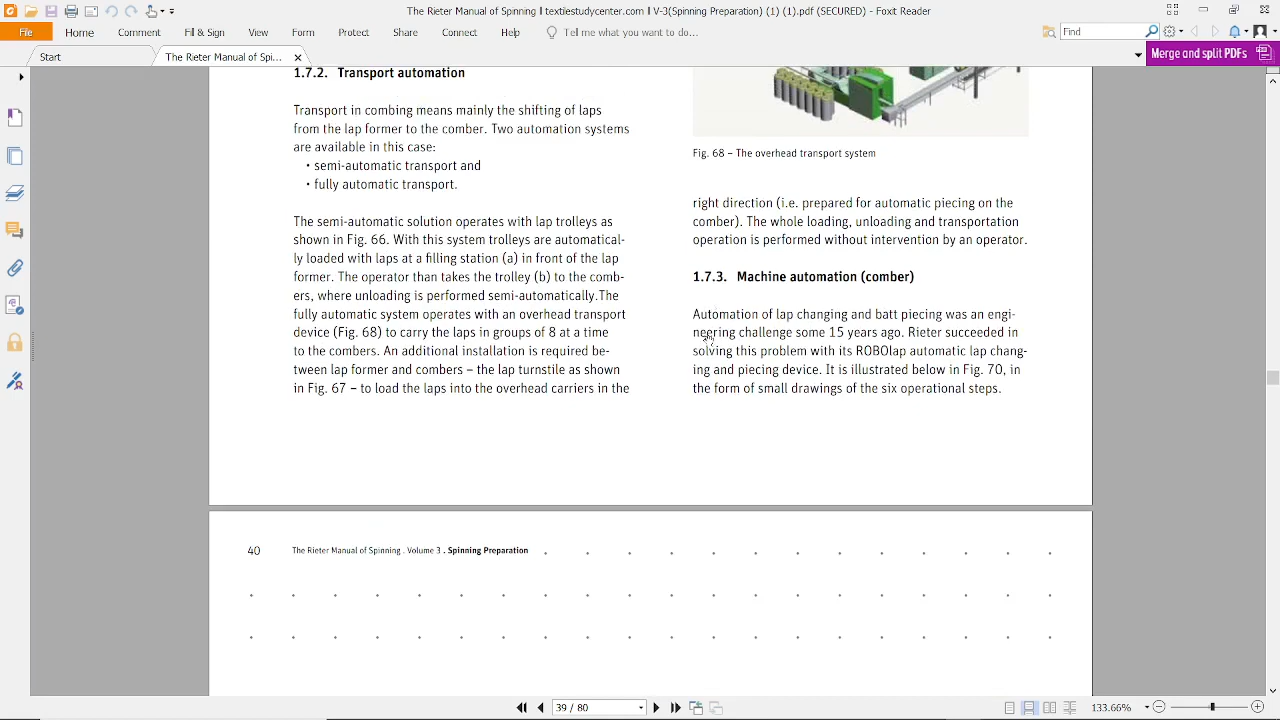 The Rieter Manual of Spinning I textiestudycenter.com I V-3(Spinning Preparation) (1) (1).pdf (SECURED) - Foxit Reader
File Home Comment Fill & Sign View Form Protect Share Connect Help Tell me what you want to do... Find
Start The Rieter Manual of Spi... Merge and split PDFs
1.7.2. Transport automation
Transport in combing means mainly the shifting of laps
from the lap former to the comber. Two automation systems
are available in this case:
• semi-automatic transport and
• fully automatic transport.
The semi-automatic solution operates with lap trolleys as
shown in Fig. 66. With this system trolleys are automatical-
ly loaded with laps at a filling station (a) in front of the lap
former. The operator than takes the trolley (b) to the comb-
ers, where unloading is performed semi-automatically.The
fully automatic system operates with an overhead transport
device (Fig. 68) to carry the laps in groups of 8 at a time
to the combers. An additional installation is required be-
tween lap former and combers – the lap turnstile as shown
in Fig. 67 – to load the laps into the overhead carriers in the
Fig. 68 – The overhead transport system
right direction (i.e. prepared for automatic piecing on the
comber). The whole loading, unloading and transportation
operation is performed without intervention by an operator.
1.7.3. Machine automation (comber)
Automation of lap changing and batt piecing was an engi-
neering challenge some 15 years ago. Rieter succeeded in
solving this problem with its ROBOlap automatic lap chang-
ing and piecing device. It is illustrated below in Fig. 70, in
the form of small drawings of the six operational steps.
40 The Rieter Manual of Spinning . Volume 3 . Spinning Preparation
39 / 80 133.66%